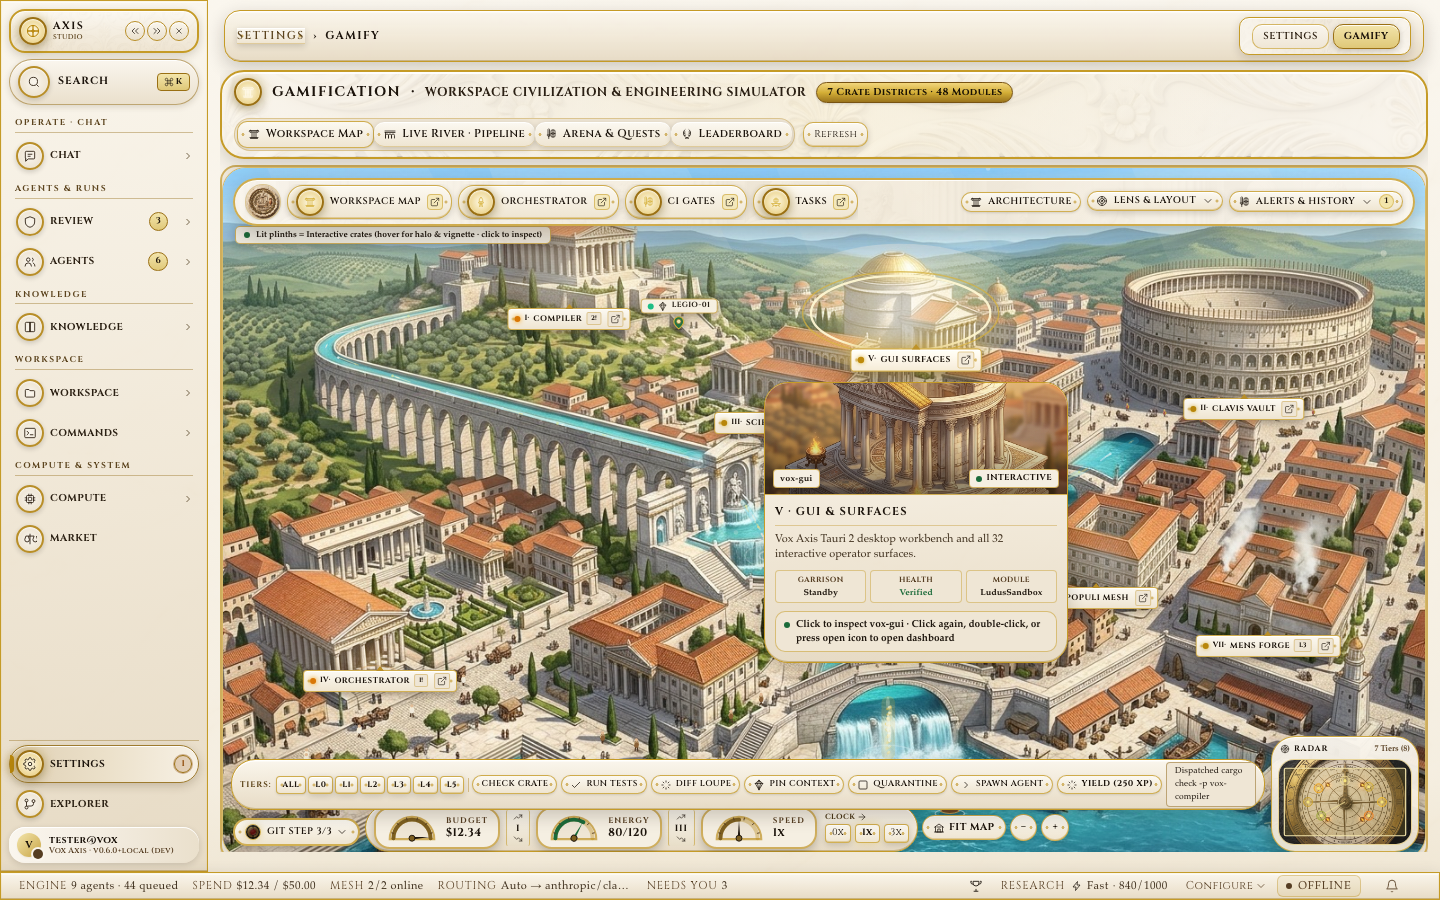 AXIS
STUDIO
SEARCH
⌘ K
OPERATE · CHAT
CHAT
AGENTS & RUNS
REVIEW 3
AGENTS 6
KNOWLEDGE
KNOWLEDGE
WORKSPACE
WORKSPACE
COMMANDS
COMPUTE & SYSTEM
COMPUTE
MARKET
SETTINGS 1
EXPLORER
V TESTER@VOX
VOX AXIS · V0.6.0+LOCAL (DEV)
SETTINGS › GAMIFY
SETTINGS GAMIFY
GAMIFICATION · WORKSPACE CIVILIZATION & ENGINEERING SIMULATOR 7 CRATE DISTRICTS · 48 MODULES
WORKSPACE MAP LIVE RIVER · PIPELINE ARENA & QUESTS LEADERBOARD REFRESH
WORKSPACE MAP ORCHESTRATOR CI GATES TASKS ARCHITECTURE LENS & LAYOUT ALERTS & HISTORY 1
Lit plinths = Interactive crates (hover for halo & vignette · click to inspect)
LEGIO-01
I· COMPILER 2!
V· GUI SURFACES
II· CLAVIS VAULT
III· SCI
vox-gui INTERACTIVE
V · GUI & SURFACES
Vox Axis Tauri 2 desktop workbench and all 32
interactive operator surfaces.
GARRISON HEALTH MODULE
Standby Verified LudusSandbox
POPULI MESH
Click to inspect vox-gui · Click again, double-click, or
press open icon to open dashboard
VII· MENS FORGE L3
IV· ORCHESTRATOR 1!
RADAR 7 Tiers (8)
TIERS: ALL L0 L1 L2 L3 L4 L5 CHECK CRATE RUN TESTS DIFF LOUPE PIN CONTEXT QUARANTINE SPAWN AGENT YIELD (250 XP)
Dispatched cargo
check -p vox-
compiler
GIT STEP 3/3
BUDGET
$12.34
I
ENERGY
80/120
III
SPEED
1X
CLOCK →
0X 1X 3X
FIT MAP − +
ENGINE 9 agents · 44 queued SPEND $12.34 / $50.00 MESH 2/2 online ROUTING Auto → anthropic/cla... NEEDS YOU 3 RESEARCH Fast · 840/1000 CONFIGURE OFFLINE